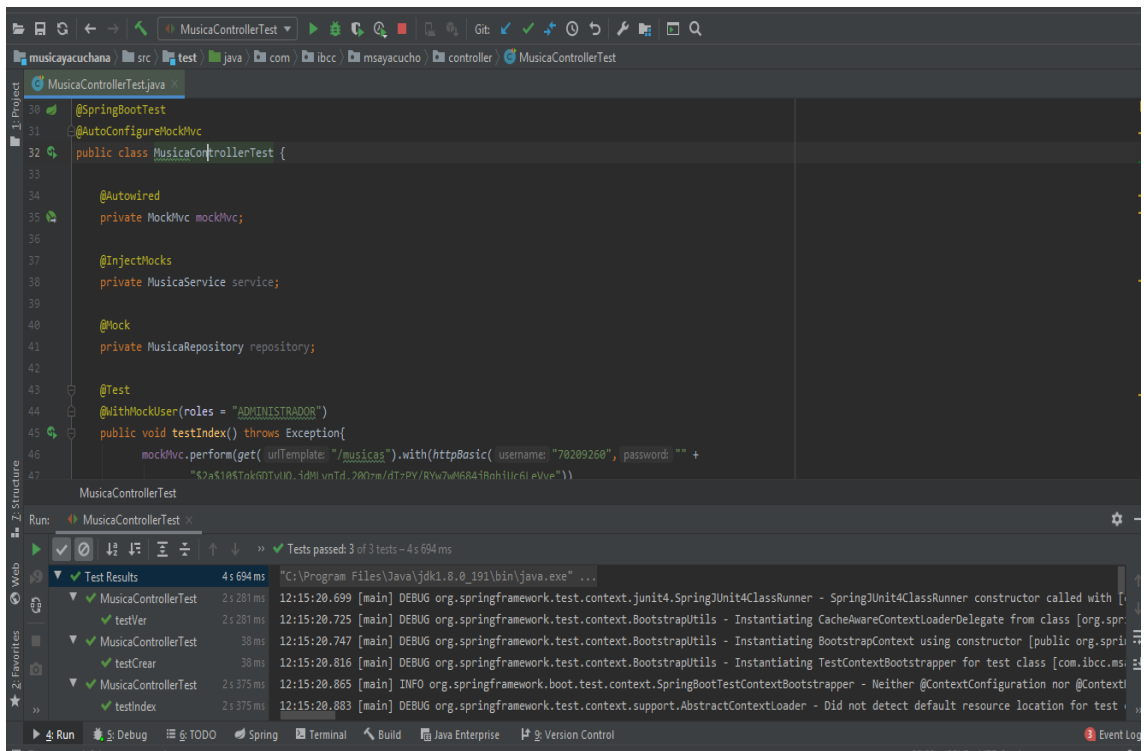 MusicaControllerTest
Git:
musicayacuchana src test java com ibcc msayacucho controller MusicaControllerTest
MusicaControllerTest.java
1: Project
30 @SpringBootTest
31 @AutoConfigureMockMvc
32 public class MusicaControllerTest {
33
34 @Autowired
35 private MockMvc mockMvc;
36
37 @InjectMocks
38 private MusicaService service;
39
40 @Mock
41 private MusicaRepository repository;
42
43 @Test
44 @WithMockUser(roles = "ADMINISTRADOR")
45 public void testIndex() throws Exception{
46 mockMvc.perform(get( urlTemplate: "/musicas").with(httpBasic( username: "70209260", password: "" +
47
MusicaControllerTest
7: Structure
Web
2: Favorites
Run: MusicaControllerTest
Tests passed: 3 of 3 tests – 4 s 694 ms
Test Results 4 s 694 ms
MusicaControllerTest 2 s 281 ms
testVer 2 s 281 ms
MusicaControllerTest 38 ms
testCrear 38 ms
MusicaControllerTest 2 s 375 ms
testIndex 2 s 375 ms
"C:\Program Files\Java\jdk1.8.0_191\bin\java.exe" ...
12:15:20.699 [main] DEBUG org.springframework.test.context.junit4.SpringJUnit4ClassRunner - SpringJUnit4ClassRunner constructor called with
12:15:20.725 [main] DEBUG org.springframework.test.context.BootstrapUtils - Instantiating CacheAwareContextLoaderDelegate from class [org.spr
12:15:20.747 [main] DEBUG org.springframework.test.context.BootstrapUtils - Instantiating BootstrapContext using constructor [public org.spri
12:15:20.816 [main] DEBUG org.springframework.test.context.BootstrapUtils - Instantiating TestContextBootstrapper for test class [com.ibcc.ms
12:15:20.865 [main] INFO org.springframework.boot.test.context.SpringBootTestContextBootstrapper - Neither @ContextConfiguration nor @Context
12:15:20.883 [main] DEBUG org.springframework.test.context.support.AbstractContextLoader - Did not detect default resource location for test
4: Run 5: Debug 6: TODO Spring Terminal Build Java Enterprise 9: Version Control 3 Event Log